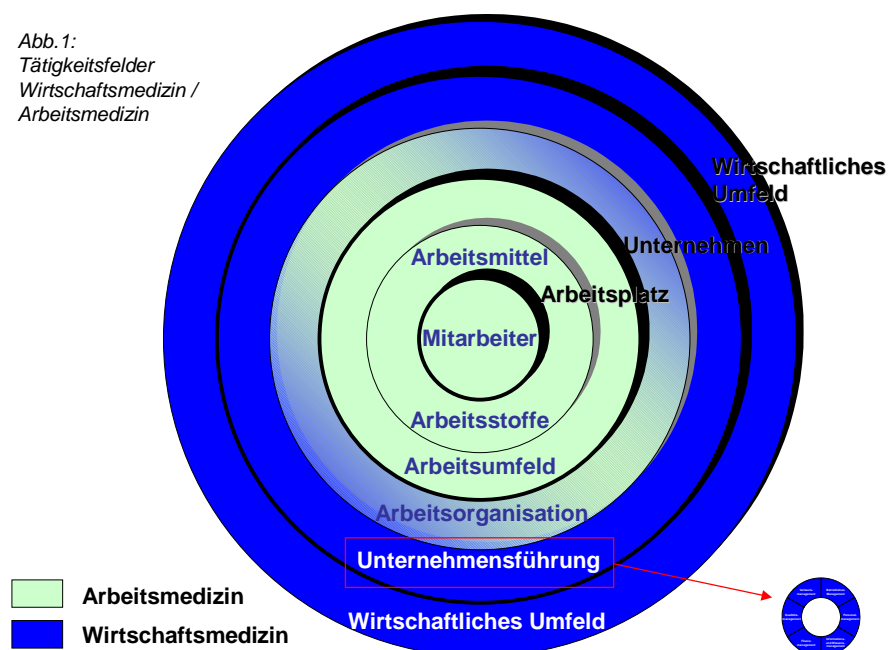 Abb.1:
Tätigkeitsfelder
Wirtschaftsmedizin /
Arbeitsmedizin
Wirtschaftliches
Umfeld
Unternehmen
Arbeitsmittel
Arbeitsplatz
Mitarbeiter
Arbeitsstoffe
Arbeitsumfeld
Arbeitsorganisation
Unternehmensführung
Wirtschaftliches Umfeld
Arbeitsmedizin
Wirtschaftsmedizin